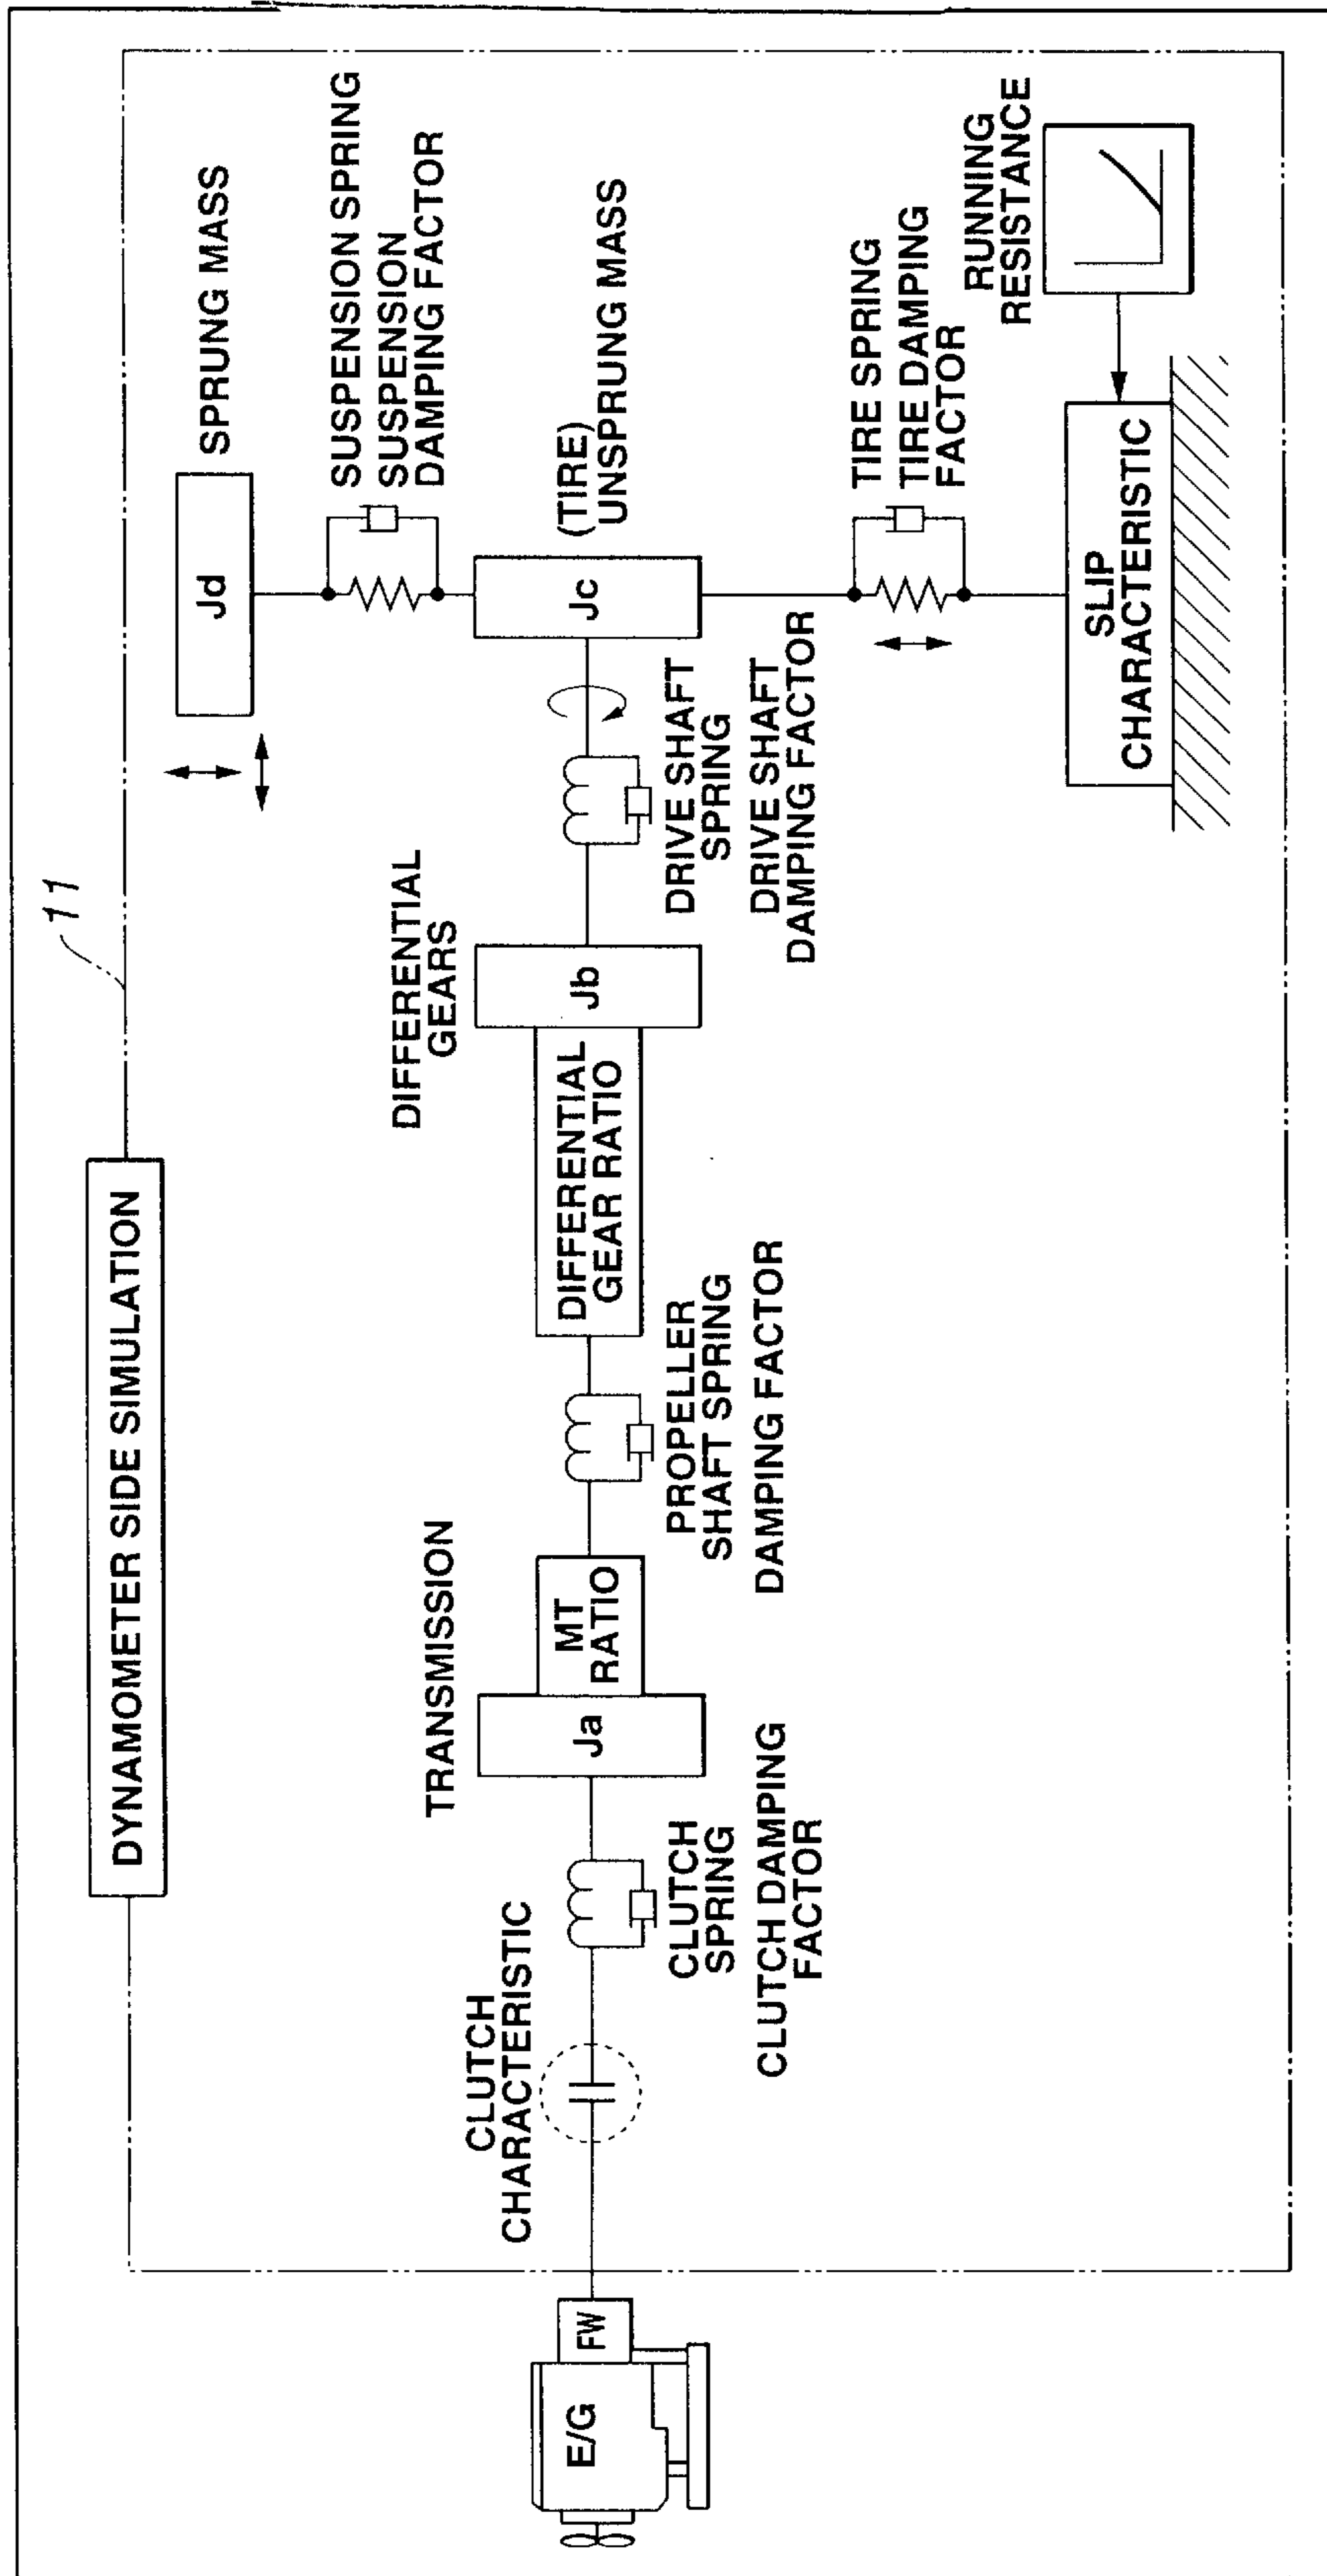 11
DYNAMOMETER SIDE SIMULATION
E/G
FW
CLUTCH
CHARACTERISTIC
CLUTCH
SPRING
CLUTCH DAMPING
FACTOR
TRANSMISSION
Ja
MT
RATIO
PROPELLER
SHAFT SPRING
DAMPING FACTOR
DIFFERENTIAL
GEAR RATIO
DIFFERENTIAL
GEARS
Jb
DRIVE SHAFT
SPRING
DRIVE SHAFT
DAMPING FACTOR
Jd
SPRUNG MASS
SUSPENSION SPRING
SUSPENSION
DAMPING FACTOR
Jc
(TIRE)
UNSPRUNG MASS
TIRE SPRING
TIRE DAMPING
FACTOR
SLIP
CHARACTERISTIC
RUNNING
RESISTANCE